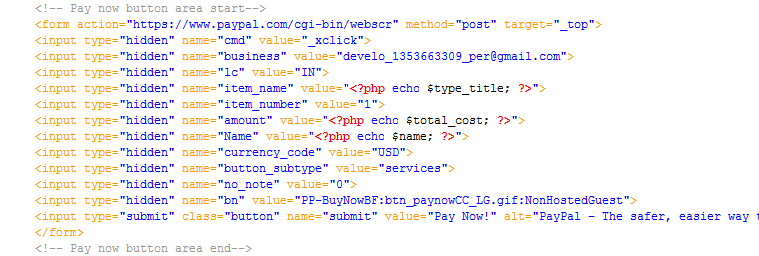 <!-- Pay now button area start-->
<form action="https://www.paypal.com/cgi-bin/webscr" method="post" target="_top">
<input type="hidden" name="cmd" value="_xclick">
<input type="hidden" name="business" value="develo_1353663309_per@gmail.com">
<input type="hidden" name="lc" value="IN">
<input type="hidden" name="item_name" value="<?php echo $type_title; ?>">
<input type="hidden" name="item_number" value="1">
<input type="hidden" name="amount" value="<?php echo $total_cost; ?>">
<input type="hidden" name="Name" value="<?php echo $name; ?>">
<input type="hidden" name="currency_code" value="USD">
<input type="hidden" name="button_subtype" value="services">
<input type="hidden" name="no_note" value="0">
<input type="hidden" name="bn" value="PP-BuyNowBF:btn_paynowCC_LG.gif:NonHostedGuest">
<input type="submit" class="button" name="submit" value="Pay Now!" alt="PayPal - The safer, easier way
</form>
<!-- Pay now button area end-->